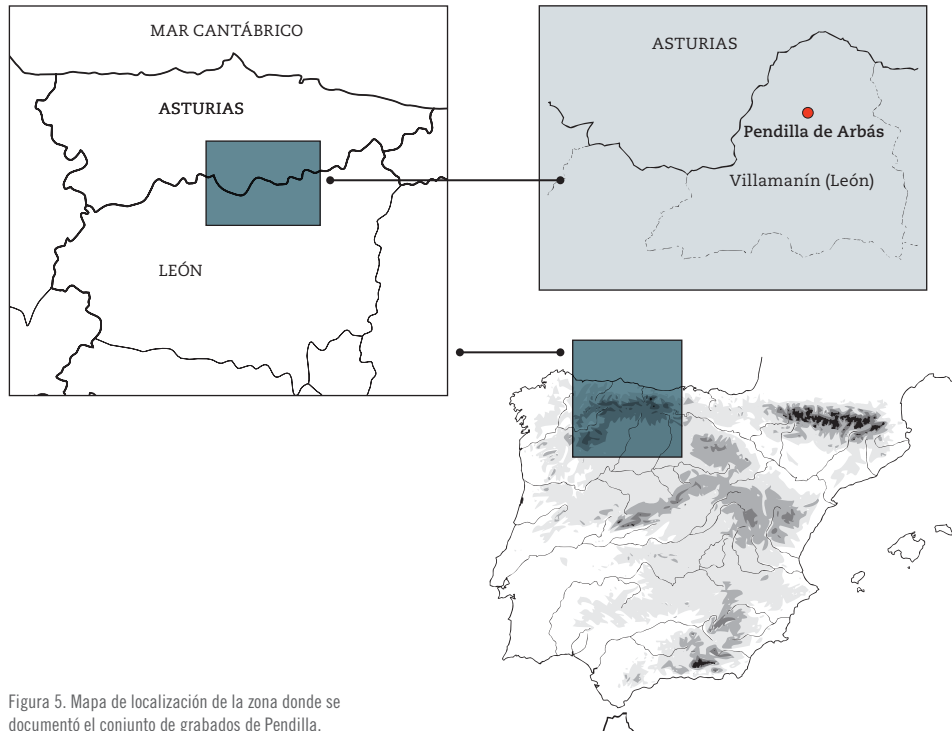 MAR CANTÁBRICO
ASTURIAS
LEÓN
ASTURIAS
Pendilla de Arbás
Villamanín (León)
Figura 5. Mapa de localización de la zona donde se
documentó el conjunto de grabados de Pendilla.